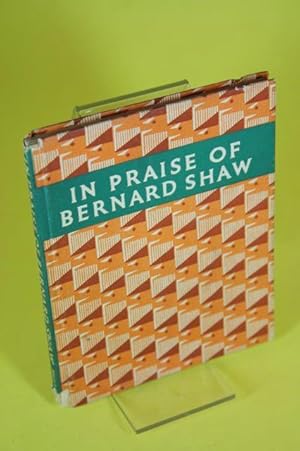 IN PRAISE OF
BERNARD SHAW